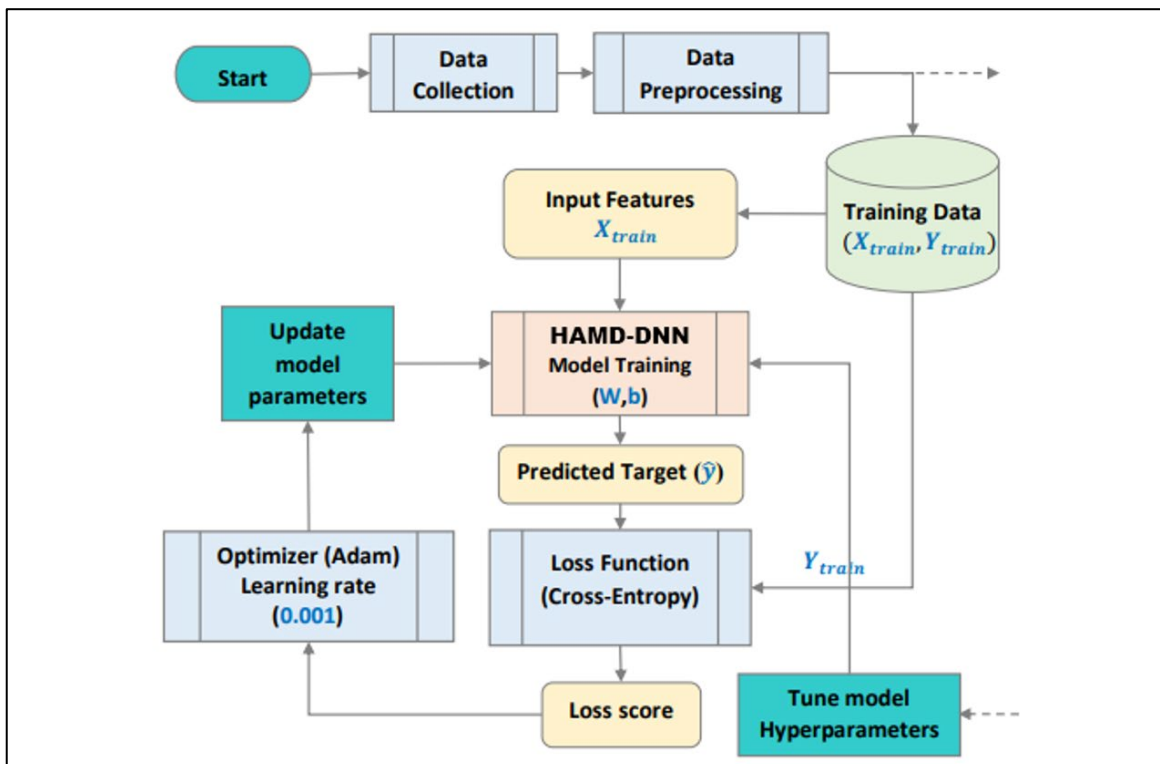 Start
Data
Collection
Data
Preprocessing
Input Features
X_train
Training Data
(X_train, Y_train)
Update
model
parameters
HAMD-DNN
Model Training
(W,b)
Predicted Target (ŷ)
Optimizer (Adam)
Learning rate
(0.001)
Loss Function
(Cross-Entropy)
Y_train
Loss score
Tune model
Hyperparameters